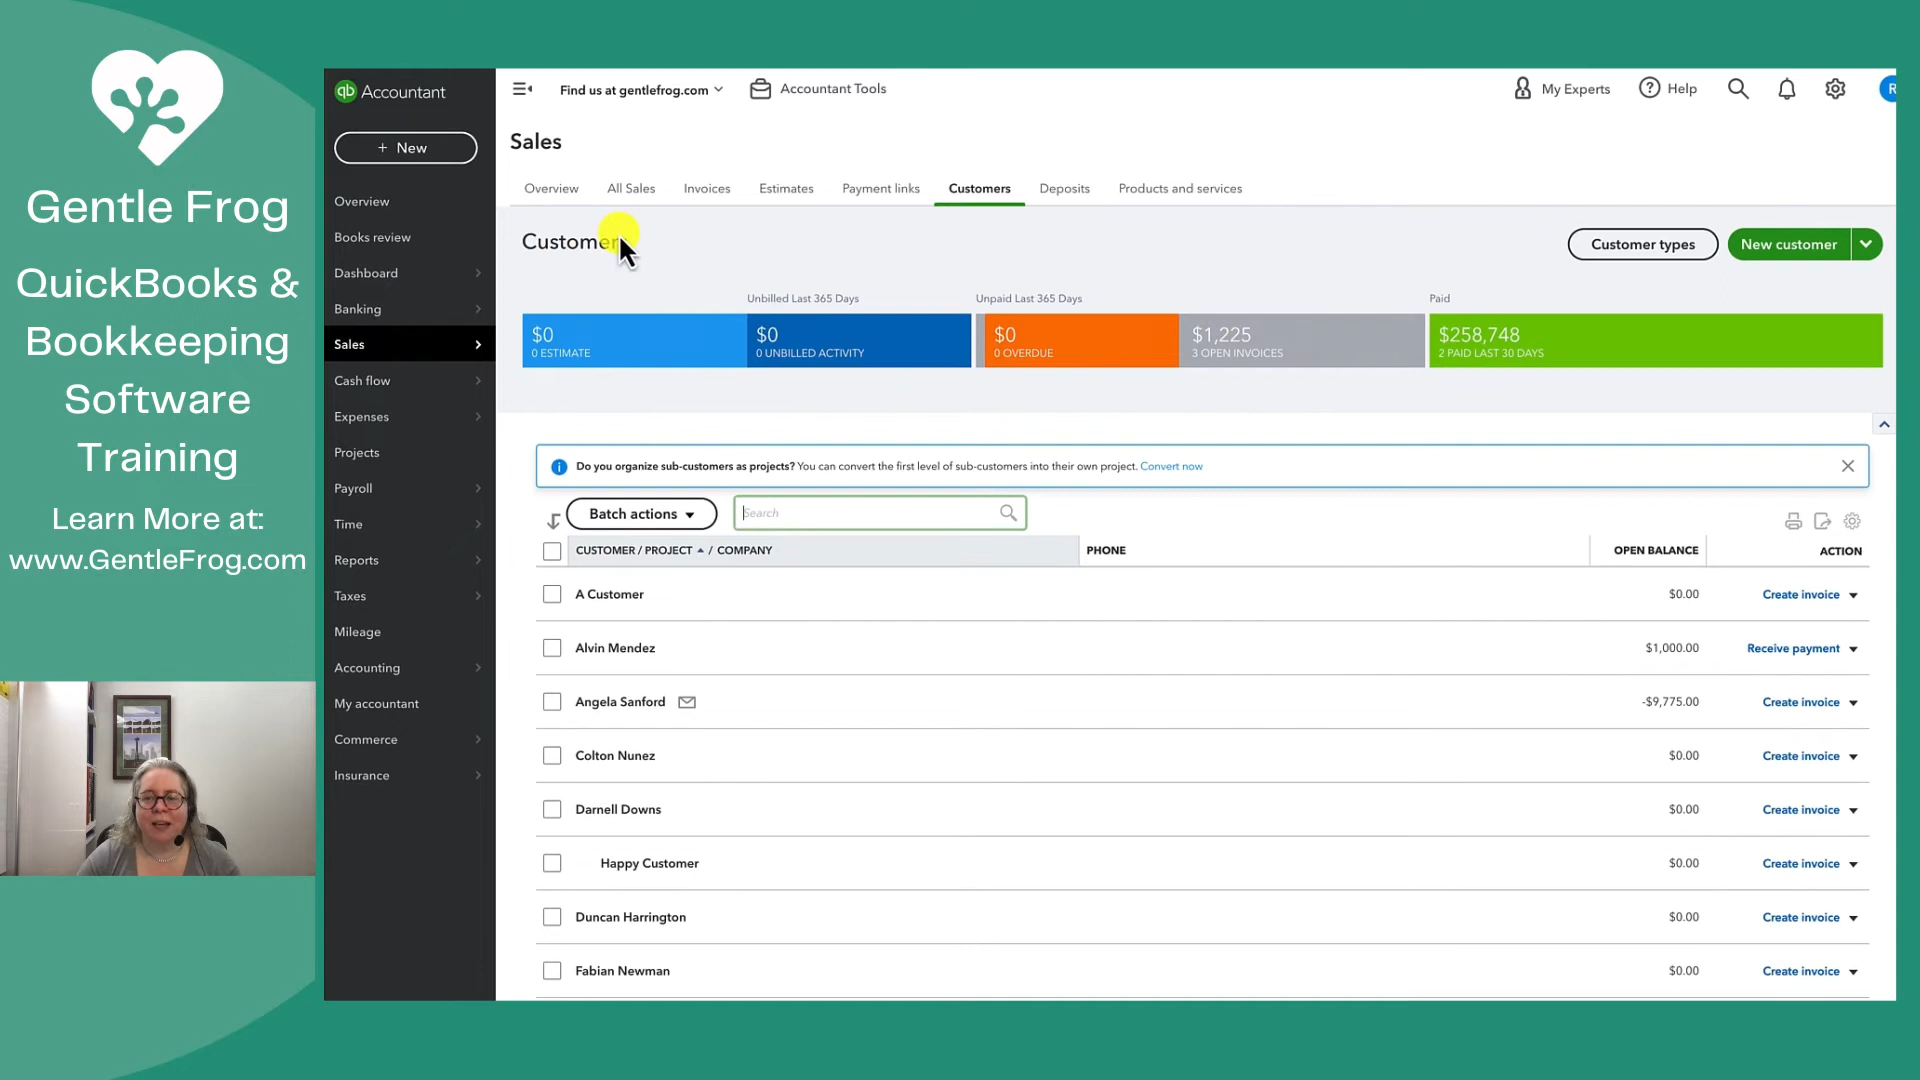 Gentle Frog
QuickBooks &
Bookkeeping
Software
Training
Learn More at:
www.GentleFrog.com
qb Accountant
+ New
Overview
Books review
Dashboard
Banking
Sales
Cash flow
Expenses
Projects
Payroll
Time
Reports
Taxes
Mileage
Accounting
My accountant
Commerce
Insurance
Find us at gentlefrog.com
Accountant Tools
My Experts
Help
R
Sales
Overview
All Sales
Invoices
Estimates
Payment links
Customers
Deposits
Products and services
Customer
Customer types
New customer
Unbilled Last 365 Days
Unpaid Last 365 Days
Paid
$0
0 ESTIMATE
$0
0 UNBILLED ACTIVITY
$0
0 OVERDUE
$1,225
3 OPEN INVOICES
$258,748
2 PAID LAST 30 DAYS
Do you organize sub-customers as projects? You can convert the first level of sub-customers into their own project. Convert now
Batch actions
Search
CUSTOMER / PROJECT / COMPANY PHONE OPEN BALANCE ACTION
A Customer $0.00 Create invoice
Alvin Mendez $1,000.00 Receive payment
Angela Sanford -$9,775.00 Create invoice
Colton Nunez $0.00 Create invoice
Darnell Downs $0.00 Create invoice
Happy Customer $0.00 Create invoice
Duncan Harrington $0.00 Create invoice
Fabian Newman $0.00 Create invoice